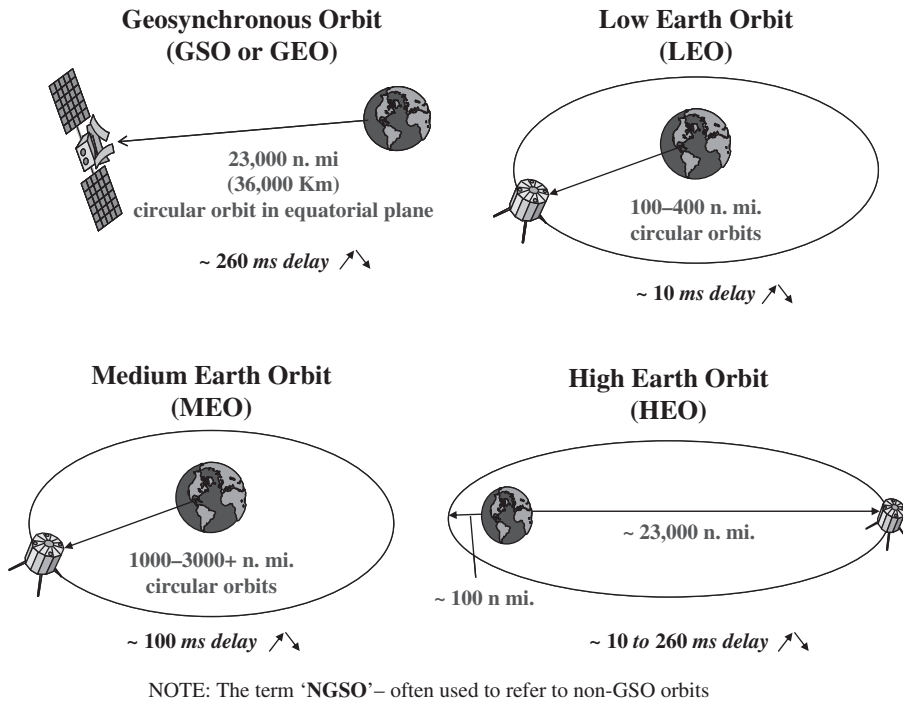 Geosynchronous Orbit
(GSO or GEO)
23,000 n. mi
(36,000 Km)
circular orbit in equatorial plane
~ 260 ms delay
Low Earth Orbit
(LEO)
100–400 n. mi.
circular orbits
~ 10 ms delay
Medium Earth Orbit
(MEO)
1000–3000+ n. mi.
circular orbits
~ 100 ms delay
High Earth Orbit
(HEO)
~ 23,000 n. mi.
~ 100 n mi.
~ 10 to 260 ms delay
NOTE: The term ‘NGSO’– often used to refer to non-GSO orbits